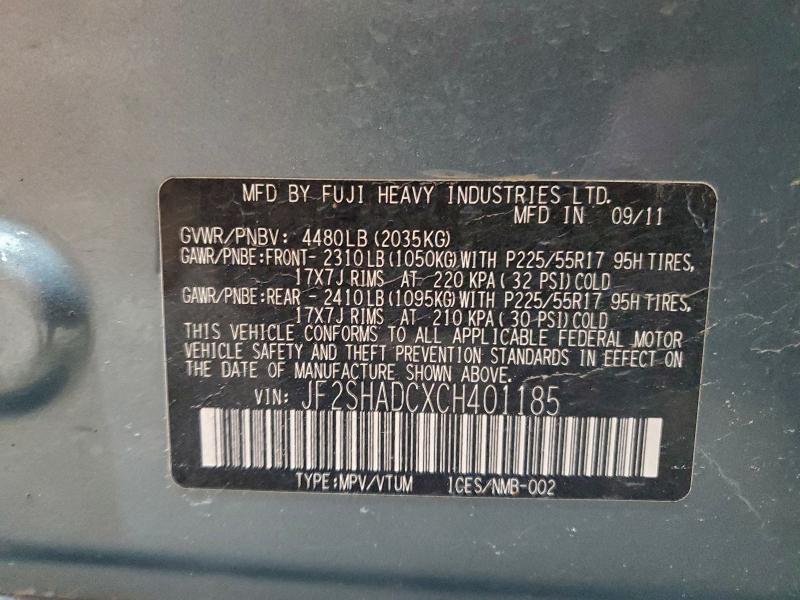 MFD BY FUJI HEAVY INDUSTRIES LTD.
MFD IN 09/11
GVWR/PNBV: 4480LB (2035KG)
GAWR/PNBE:FRONT- 2310LB (1050KG) WITH P225/55R17 95H TIRES,
17X7J RIMS AT 220 KPA (32 PSI) COLD
GAWR/PNBE:REAR - 2410LB (1095KG) WITH P225/55R17 95H TIRES,
17X7J RIMS AT 210 KPA (30 PSI) COLD
THIS VEHICLE CONFORMS TO ALL APPLICABLE FEDERAL MOTOR
VEHICLE SAFETY AND THEFT PREVENTION STANDARDS IN EFFECT ON
THE DATE OF MANUFACTURE SHOWN ABOVE.
VIN: JF2SHADCXCH401185
TYPE:MPV/VTUM ICES/NMB-002